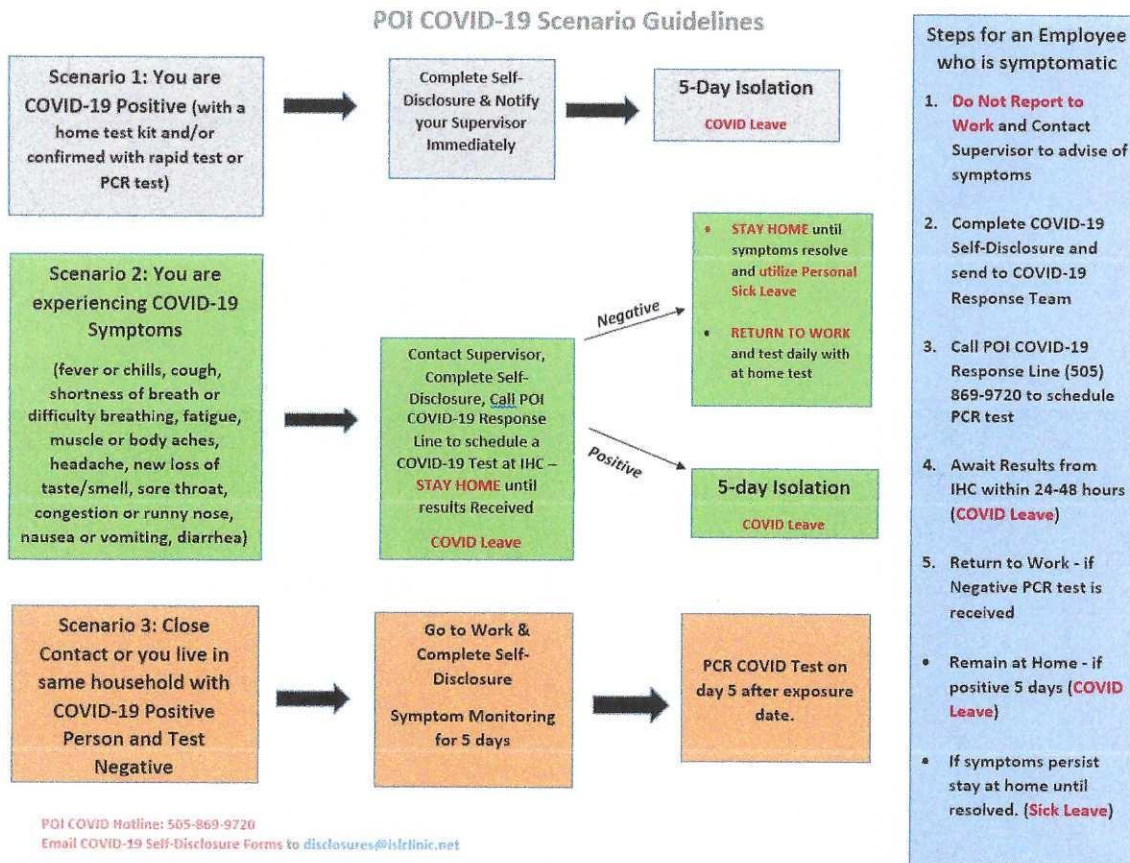 POI COVID-19 Scenario Guidelines
Scenario 1: You are
COVID-19 Positive (with a
home test kit and/or
confirmed with rapid test or
PCR test)
Complete Self-
Disclosure & Notify
your Supervisor
Immediately
5-Day Isolation
COVID Leave
Scenario 2: You are
experiencing COVID-19
Symptoms
(fever or chills, cough,
shortness of breath or
difficulty breathing, fatigue,
muscle or body aches,
headache, new loss of
taste/smell, sore throat,
congestion or runny nose,
nausea or vomiting, diarrhea)
Contact Supervisor,
Complete Self-
Disclosure, Call POI
COVID-19 Response
Line to schedule a
COVID-19 Test at IHC –
STAY HOME until
results Received
COVID Leave
Negative
• STAY HOME until
symptoms resolve
and utilize Personal
Sick Leave
• RETURN TO WORK
and test daily with
at home test
Positive
5-day Isolation
COVID Leave
Scenario 3: Close
Contact or you live in
same household with
COVID-19 Positive
Person and Test
Negative
Go to Work &
Complete Self-
Disclosure
Symptom Monitoring
for 5 days
PCR COVID Test on
day 5 after exposure
date.
POI COVID Hotline: 505-869-9720
Email COVID-19 Self-Disclosure Forms to disclosures@islclinic.net
Steps for an Employee
who is symptomatic
1. Do Not Report to
Work and Contact
Supervisor to advise of
symptoms
2. Complete COVID-19
Self-Disclosure and
send to COVID-19
Response Team
3. Call POI COVID-19
Response Line (505)
869-9720 to schedule
PCR test
4. Await Results from
IHC within 24-48 hours
(COVID Leave)
5. Return to Work - if
Negative PCR test is
received
• Remain at Home - if
positive 5 days (COVID
Leave)
• If symptoms persist
stay at home until
resolved. (Sick Leave)